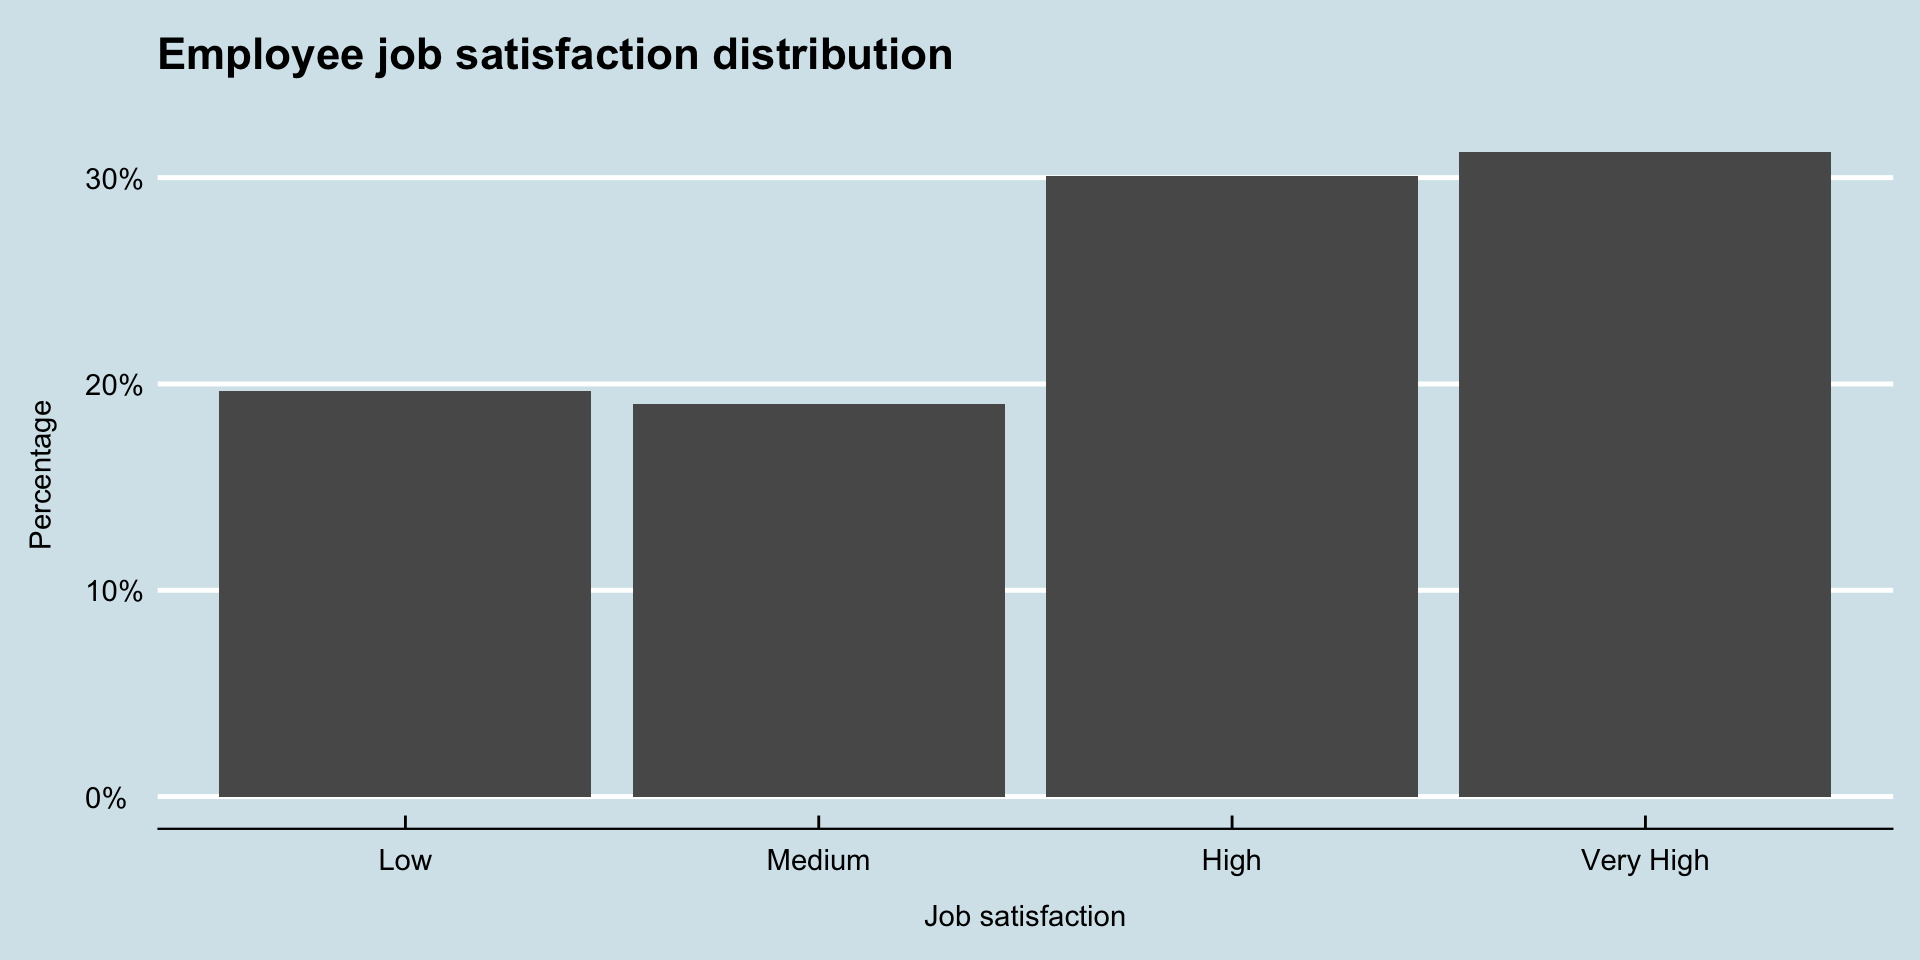 Employee job satisfaction distribution
30%
20%
10%
0%
Percentage
Low
Medium
High
Very High
Job satisfaction